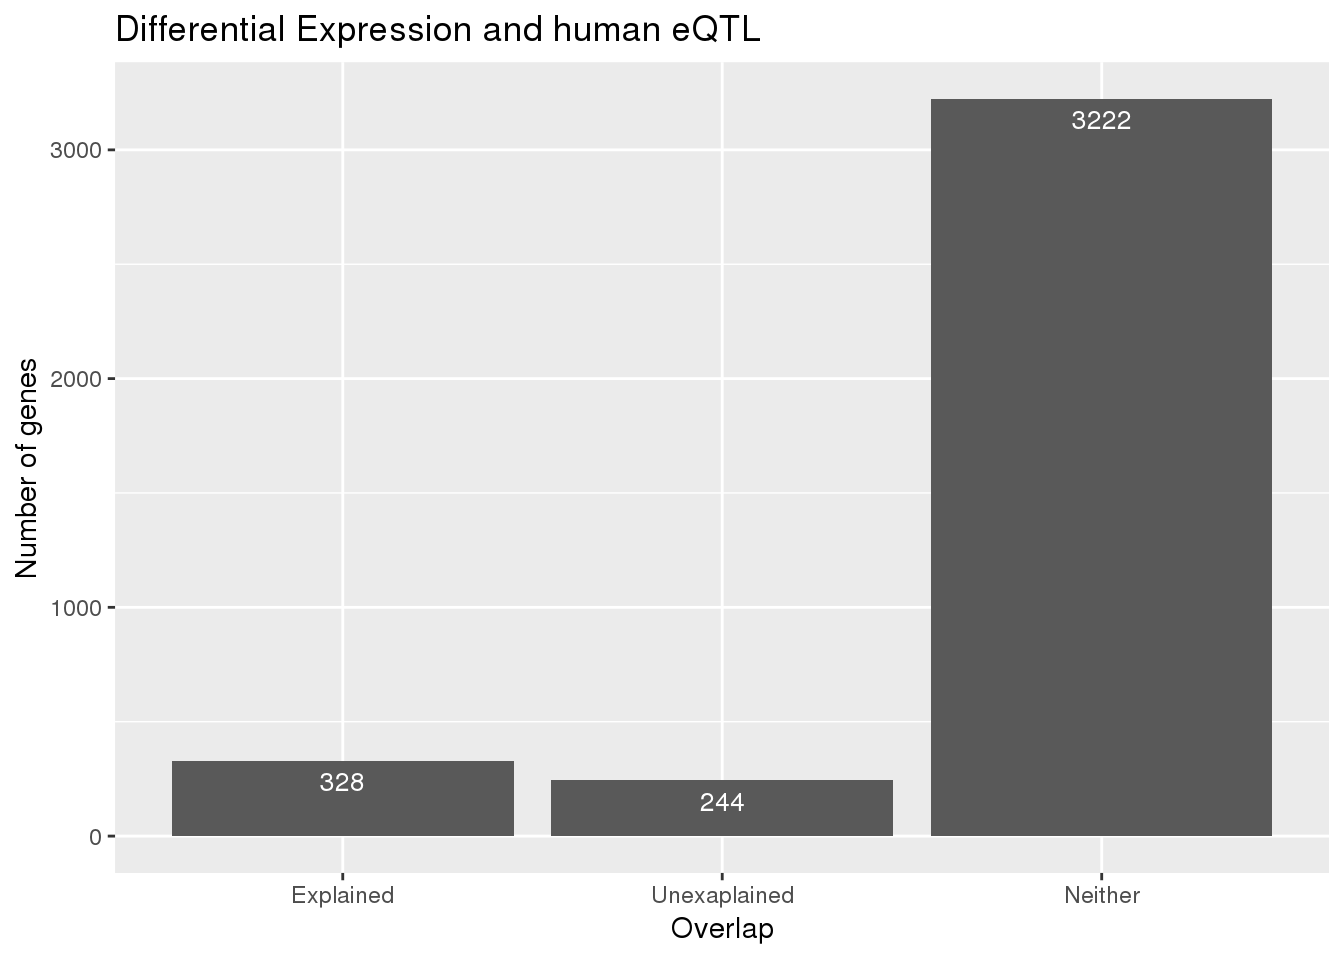 Differential Expression and human eQTL
Number of genes
3000
2000
1000
0
3222
328
244
Explained
Unexaplained
Neither
Overlap